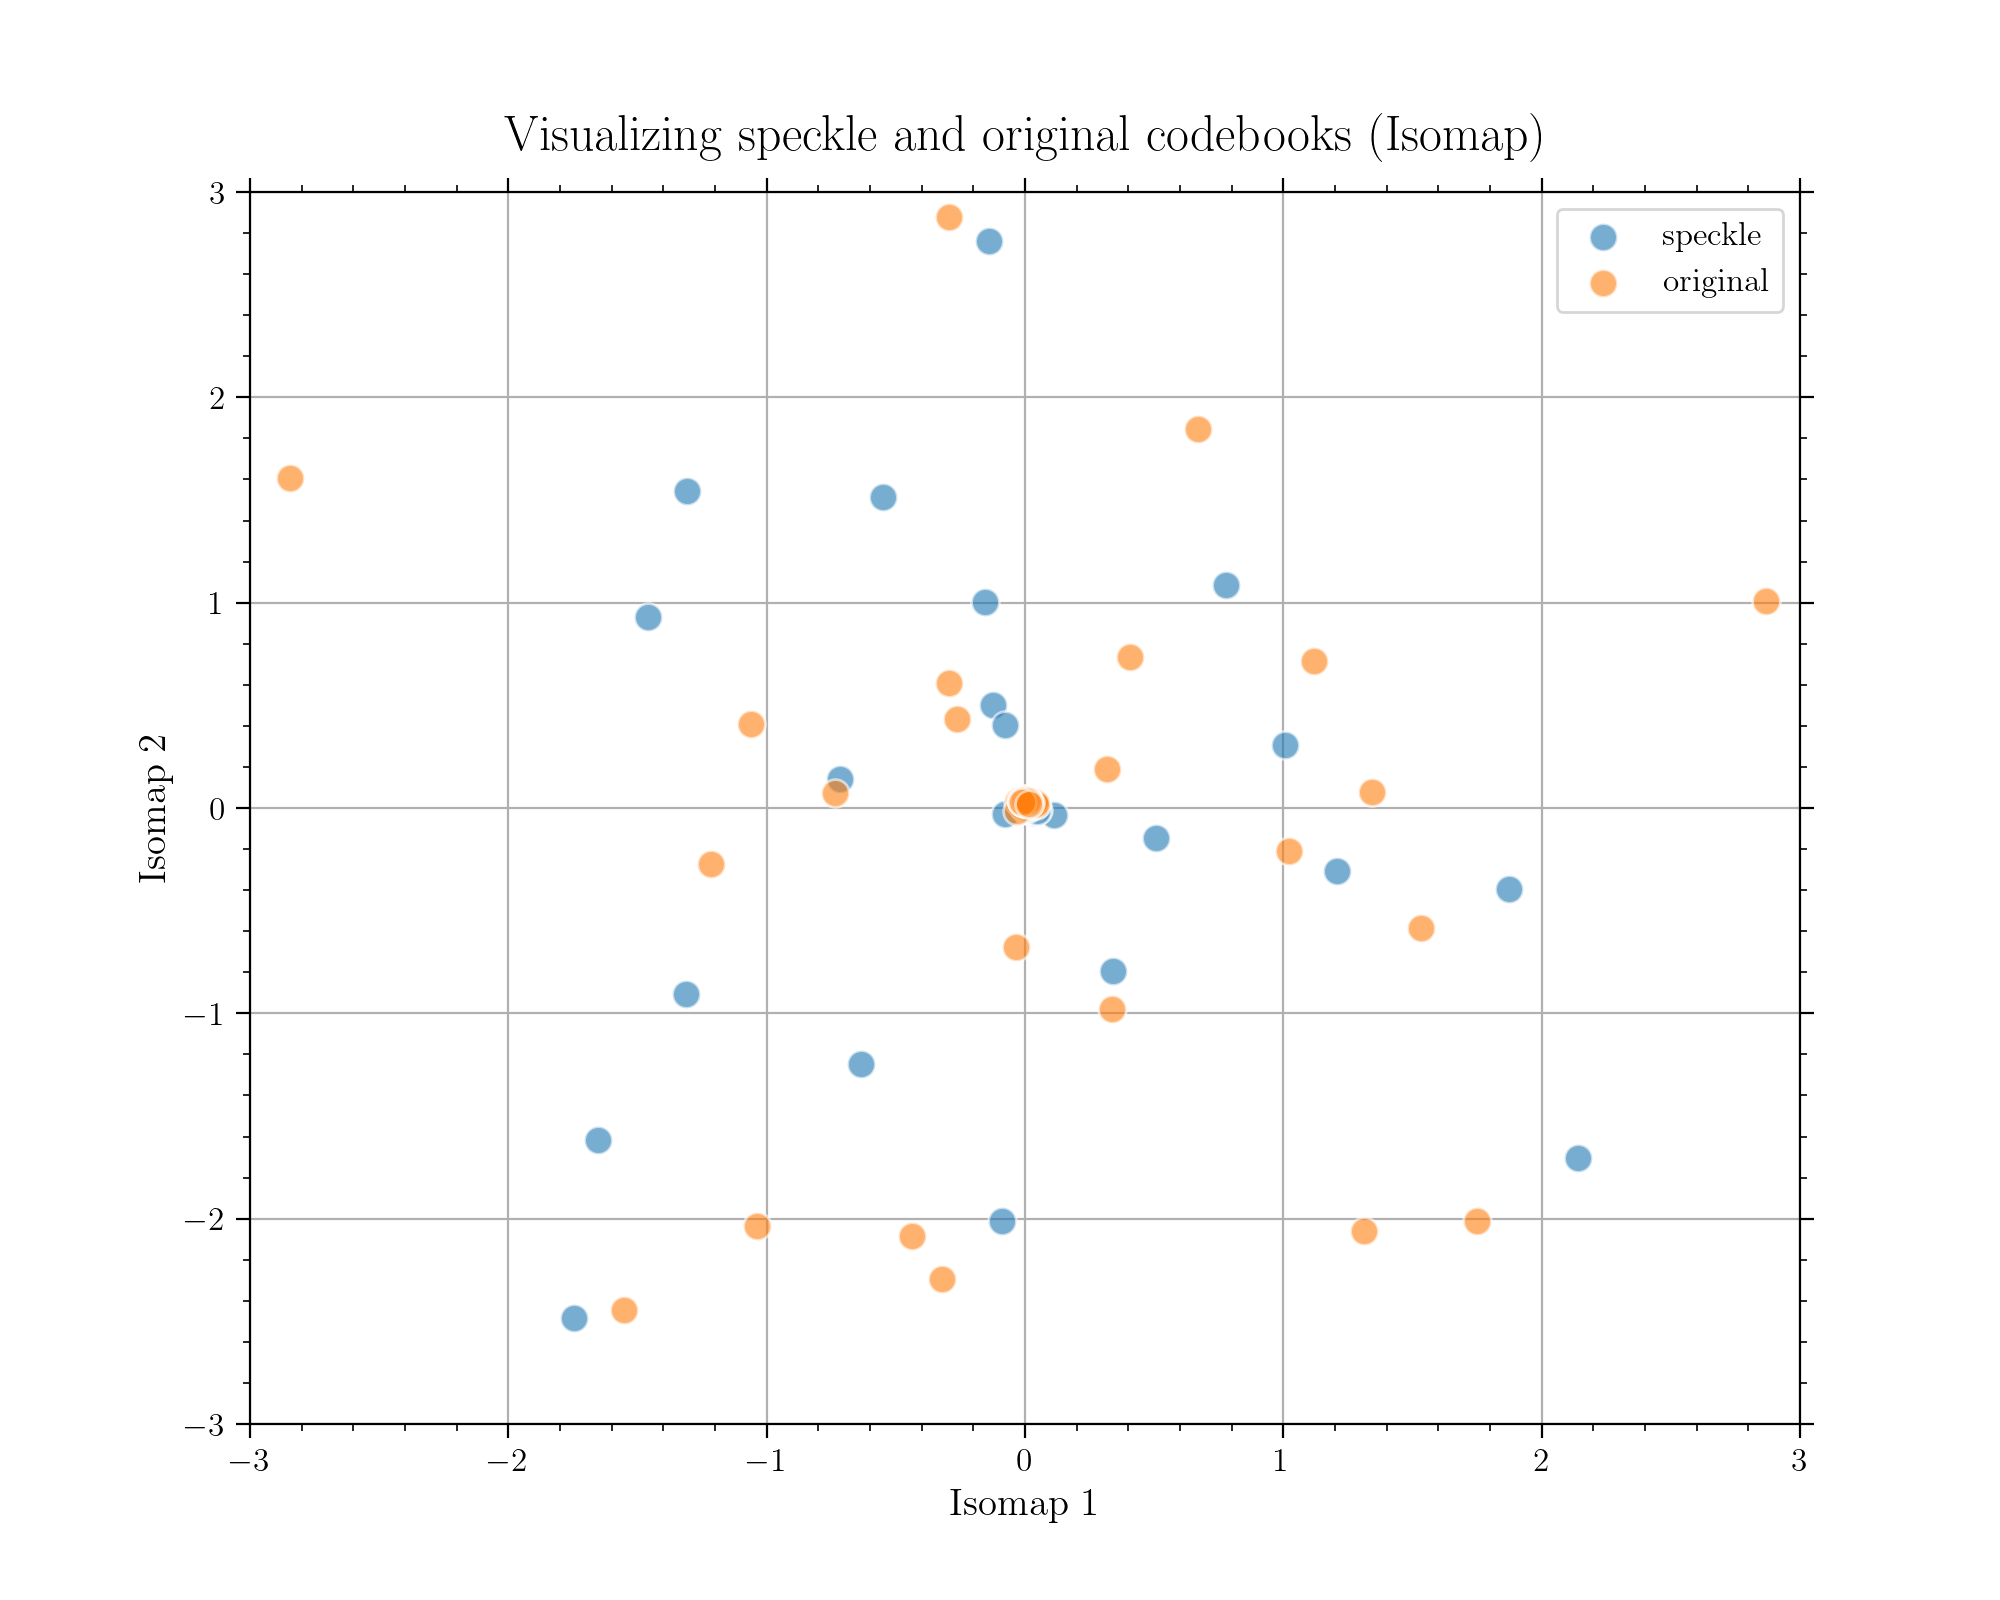 Visualizing speckle and original codebooks (Isomap)
speckle
original
3
2
1
0
−1
−2
−3
Isomap 2
−3
−2
−1
0
1
2
3
Isomap 1